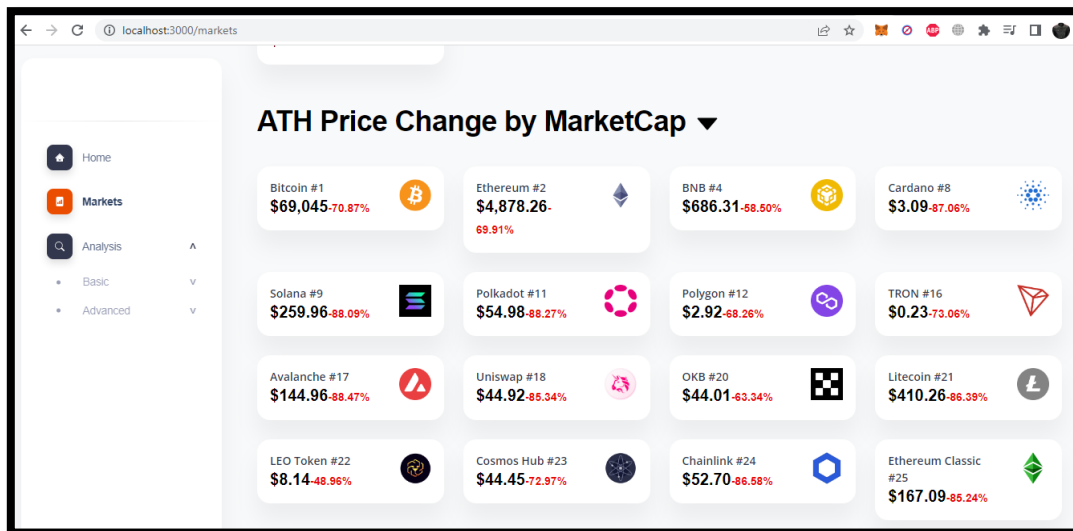 localhost:3000/markets
ABP
ATH Price Change by MarketCap
Home
Markets
Analysis
Basic
Advanced
Bitcoin #1
$69,045-70.87%
Ethereum #2
$4,878.26-
69.91%
BNB #4
$686.31-58.50%
Cardano #8
$3.09-87.06%
Solana #9
$259.96-88.09%
Polkadot #11
$54.98-88.27%
Polygon #12
$2.92-68.26%
TRON #16
$0.23-73.06%
Avalanche #17
$144.96-88.47%
Uniswap #18
$44.92-85.34%
OKB #20
$44.01-63.34%
Litecoin #21
$410.26-86.39%
LEO Token #22
$8.14-48.96%
Cosmos Hub #23
$44.45-72.97%
Chainlink #24
$52.70-86.58%
Ethereum Classic
#25
$167.09-85.24%